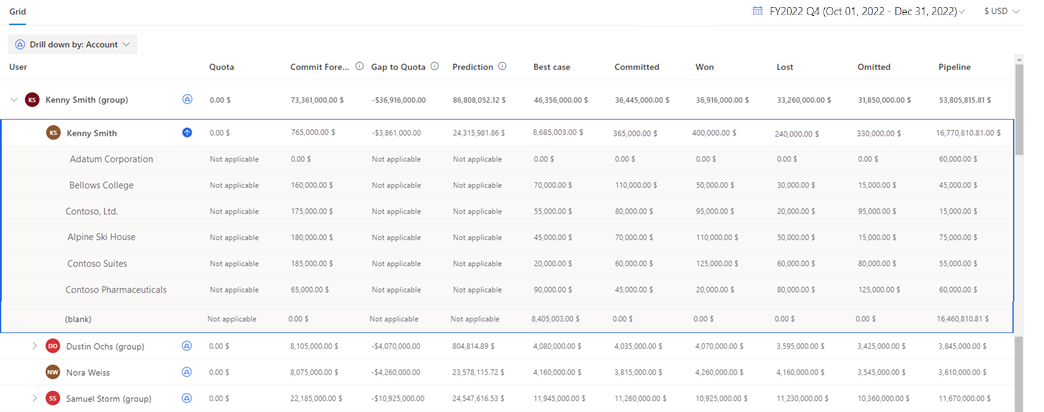 Grid FY2022 Q4 (Oct 01, 2022 - Dec 31, 2022) $ USD
Drill down by: Account
User Quota Commit Fore... Gap to Quota Prediction Best case Committed Won Lost Omitted Pipeline
KS Kenny Smith (group) 0.00 $ 73,361,000.00 $ -$36,916,000.00 86,808,052.12 $ 46,356,000.00 $ 36,445,000.00 $ 36,916,000.00 $ 33,260,000.00 $ 31,850,000.00 $ 53,805,815.81 $
KS Kenny Smith 0.00 $ 765,000.00 $ -$3,861,000.00 24,315,981.86 $ 8,685,003.00 $ 365,000.00 $ 400,000.00 $ 240,000.00 $ 330,000.00 $ 16,770,810.81.00 $
Adatum Corporation Not applicable 0.00 $ Not applicable Not applicable 0.00 $ 0.00 $ 0.00 $ 0.00 $ 0.00 $ 60,000.00 $
Bellows College Not applicable 160,000.00 $ Not applicable Not applicable 70,000.00 $ 110,000.00 $ 50,000.00 $ 30,000.00 $ 15,000.00 $ 45,000.00 $
Contoso, Ltd. Not applicable 175,000.00 $ Not applicable Not applicable 55,000.00 $ 80,000.00 $ 95,000.00 $ 20,000.00 $ 95,000.00 $ 15,000.00 $
Alpine Ski House Not applicable 180,000.00 $ Not applicable Not applicable 45,000.00 $ 70,000.00 $ 110,000.00 $ 50,000.00 $ 15,000.00 $ 75,000.00 $
Contoso Suites Not applicable 185,000.00 $ Not applicable Not applicable 20,000.00 $ 60,000.00 $ 125,000.00 $ 60,000.00 $ 80,000.00 $ 55,000.00 $
Contoso Pharmaceuticals Not applicable 65,000.00 $ Not applicable Not applicable 90,000.00 $ 45,000.00 $ 20,000.00 $ 80,000.00 $ 125,000.00 $ 60,000.00 $
(blank) Not applicable 0.00 $ Not applicable Not applicable 8,405,003.00 $ 0.00 $ 0.00 $ 0.00 $ 0.00 $ 16,460,810.81 $
DO Dustin Ochs (group) 0.00 $ 8,105,000.00 $ -$4,070,000.00 804,814.89 $ 4,080,000.00 $ 4,035,000.00 $ 4,070,000.00 $ 3,595,000.00 $ 3,425,000.00 $ 3,845,000.00 $
NW Nora Weiss 0.00 $ 8,075,000.00 $ -$4,260,000.00 23,578,115.72 $ 4,160,000.00 $ 3,815,000.00 $ 4,260,000.00 $ 4,160,000.00 $ 3,545,000.00 $ 3,610,000.00 $
SS Samuel Storm (group) 0.00 $ 22,185,000.00 $ -$10,925,000.00 24,547,616.53 $ 11,945,000.00 $ 11,260,000.00 $ 10,925,000.00 $ 11,230,000.00 $ 10,360,000.00 $ 11,670,000.00 $